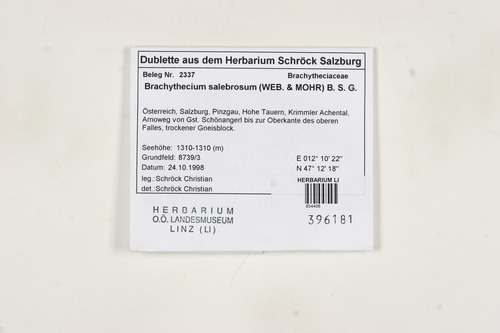 Dublette aus dem Herbarium Schröck Salzburg
Beleg Nr. 2337 Brachytheciaceae
Brachythecium salebrosum (WEB. & MOHR) B. S. G.
Österreich, Salzburg, Pinzgau, Hohe Tauern, Krimmler Achental,
Arnoweg von Gst. Schönangerl bis zur Oberkante des oberen
Falles, trockener Gneisblock.
Seehöhe: 1310-1310 (m)
Grundfeld: 8739/3 E 012° 10' 22"
Datum: 24.10.1998 N 47° 12' 18"
leg.:Schröck Christian HERBARIUM LI
det.:Schröck Christian
854498
HERBARIUM
O.Ö. LANDESMUSEUM
LINZ (LI)
396181